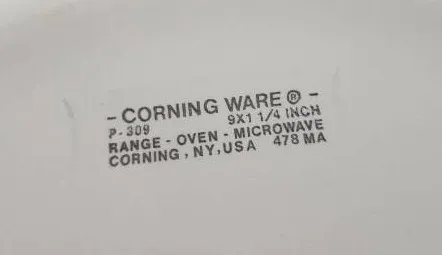 - CORNING WARE ® -
P-309 9X1 1/4 INCH
RANGE - OVEN - MICROWAVE
CORNING, NY, USA 478 MA